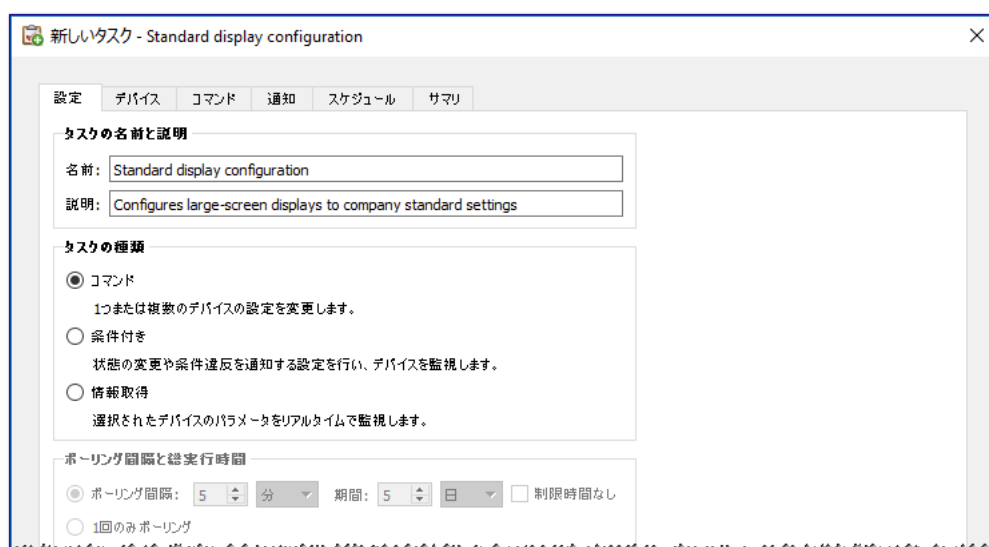 新しいタスク - Standard display configuration
設定 デバイス コマンド 通知 スケジュール サマリ
タスクの名前と説明
名前: Standard display configuration
説明: Configures large-screen displays to company standard settings
タスクの種類
コマンド
1つまたは複数のデバイスの設定を変更します。
条件付き
状態の変更や条件違反を通知する設定を行い、デバイスを監視します。
情報取得
選択されたデバイスのパラメータをリアルタイムで監視します。
ポーリング間隔と総実行時間
ポーリング間隔: 5 分 期間: 5 日 制限時間なし
1回のみポーリング